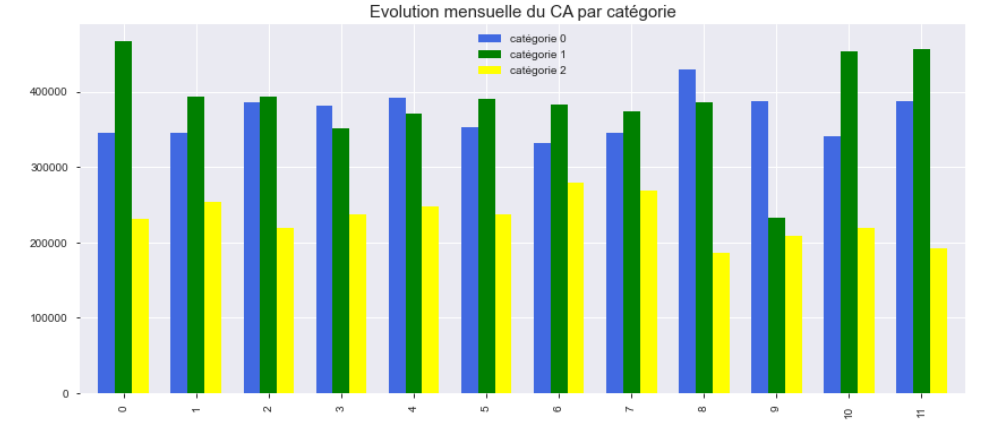 Evolution mensuelle du CA par catégorie
catégorie 0
catégorie 1
catégorie 2
400000
300000
200000
100000
0
0 1 2 3 4 5 6 7 8 9 10 11